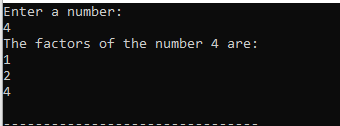 Enter a number:
4
The factors of the number 4 are:
1
2
4
--------------------------------